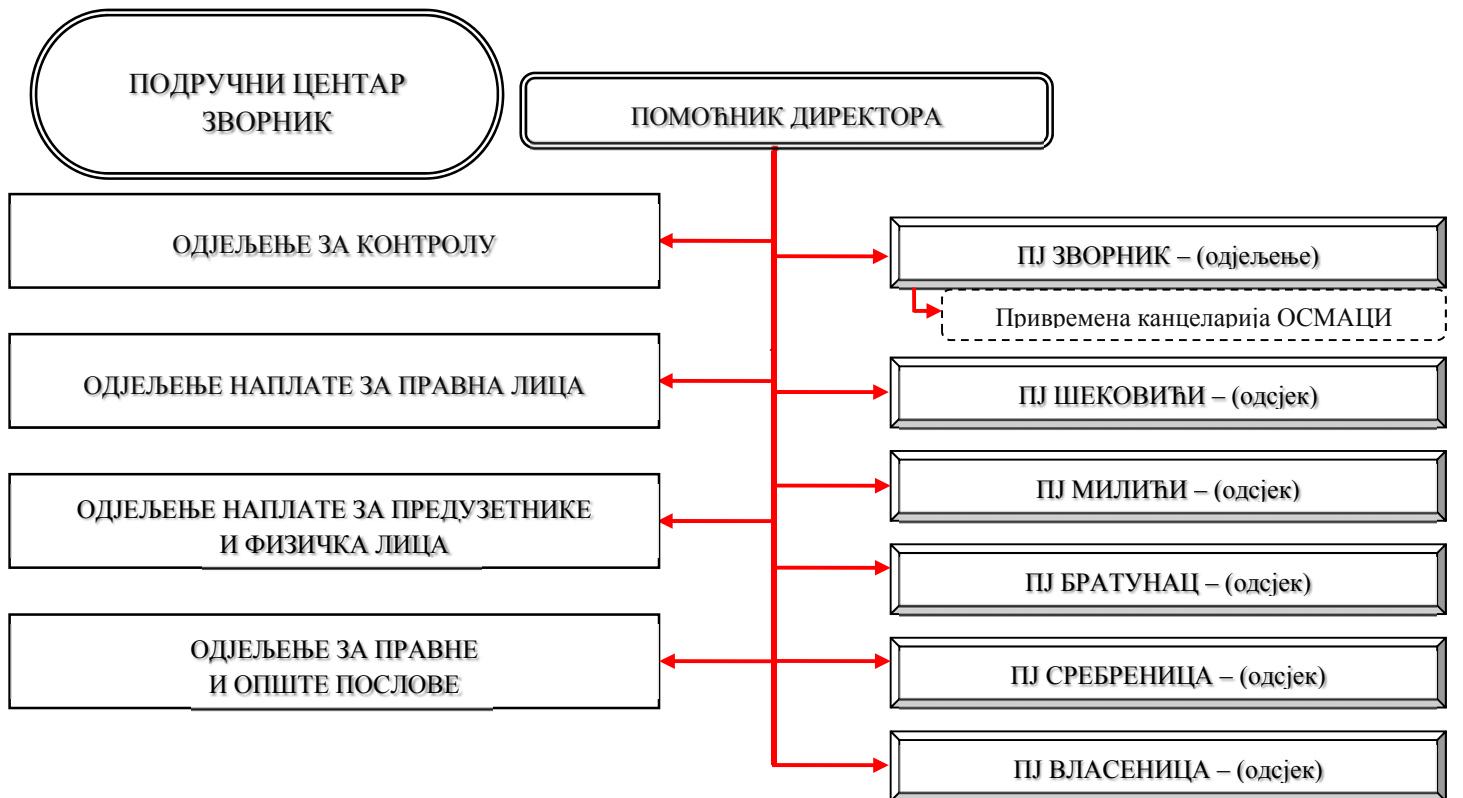 ПОДРУЧНИ ЦЕНТАР
ЗВОРНИК
ПОМОЋНИК ДИРЕКТОРА
ОДЈЕЉЕЊЕ ЗА КОНТРОЛУ
ОДЈЕЉЕЊЕ НАПЛАТЕ ЗА ПРАВНА ЛИЦА
ОДЈЕЉЕЊЕ НАПЛАТЕ ЗА ПРЕДУЗЕТНИКЕ
И ФИЗИЧКА ЛИЦА
ОДЈЕЉЕЊЕ ЗА ПРАВНЕ
И ОПШТЕ ПОСЛОВЕ
ПЈ ЗВОРНИК – (одјељење)
Привремена канцеларија ОСМАЦИ
ПЈ ШЕКОВИЋИ – (одсјек)
ПЈ МИЛИЋИ – (одсјек)
ПЈ БРАТУНАЦ – (одсјек)
ПЈ СРЕБРЕНИЦА – (одсјек)
ПЈ ВЛАСЕНИЦА – (одсјек)